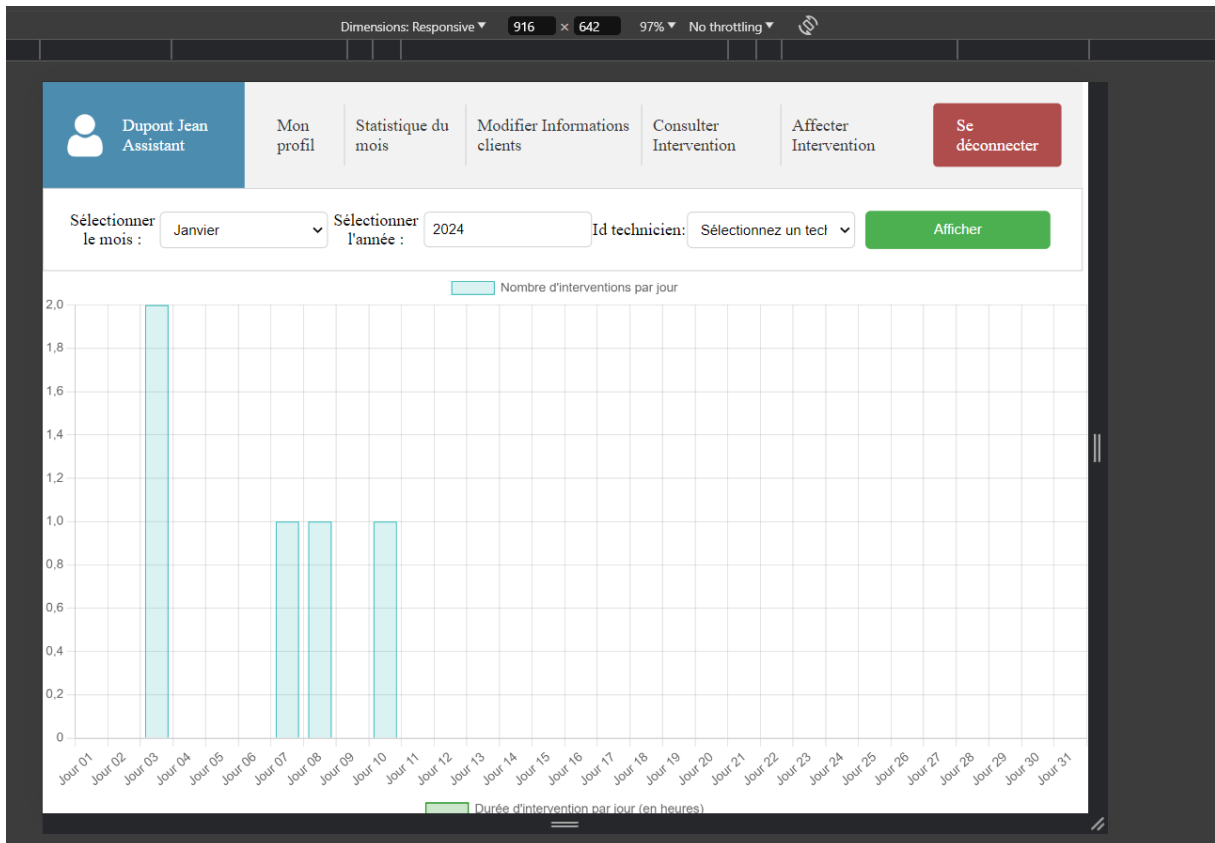 Dimensions: Responsive 916 × 642 97% No throttling
Dupont Jean
Assistant
Mon
profil
Statistique du
mois
Modifier Informations
clients
Consulter
Intervention
Affecter
Intervention
Se
déconnecter
Sélectionner
le mois :
Janvier
Sélectionner
l'année :
2024
Id technicien:
Sélectionnez un tecl
Afficher
Nombre d'interventions par jour
2,0
1,8
1,6
1,4
1,2
1,0
0,8
0,6
0,4
0,2
0
Jour 01
Jour 02
Jour 03
Jour 04
Jour 05
Jour 06
Jour 07
Jour 08
Jour 09
Jour 10
Jour 11
Jour 12
Jour 13
Jour 14
Jour 15
Jour 16
Jour 17
Jour 18
Jour 19
Jour 20
Jour 21
Jour 22
Jour 23
Jour 24
Jour 25
Jour 26
Jour 27
Jour 28
Jour 29
Jour 30
Jour 31
Durée d'intervention par jour (en heures)